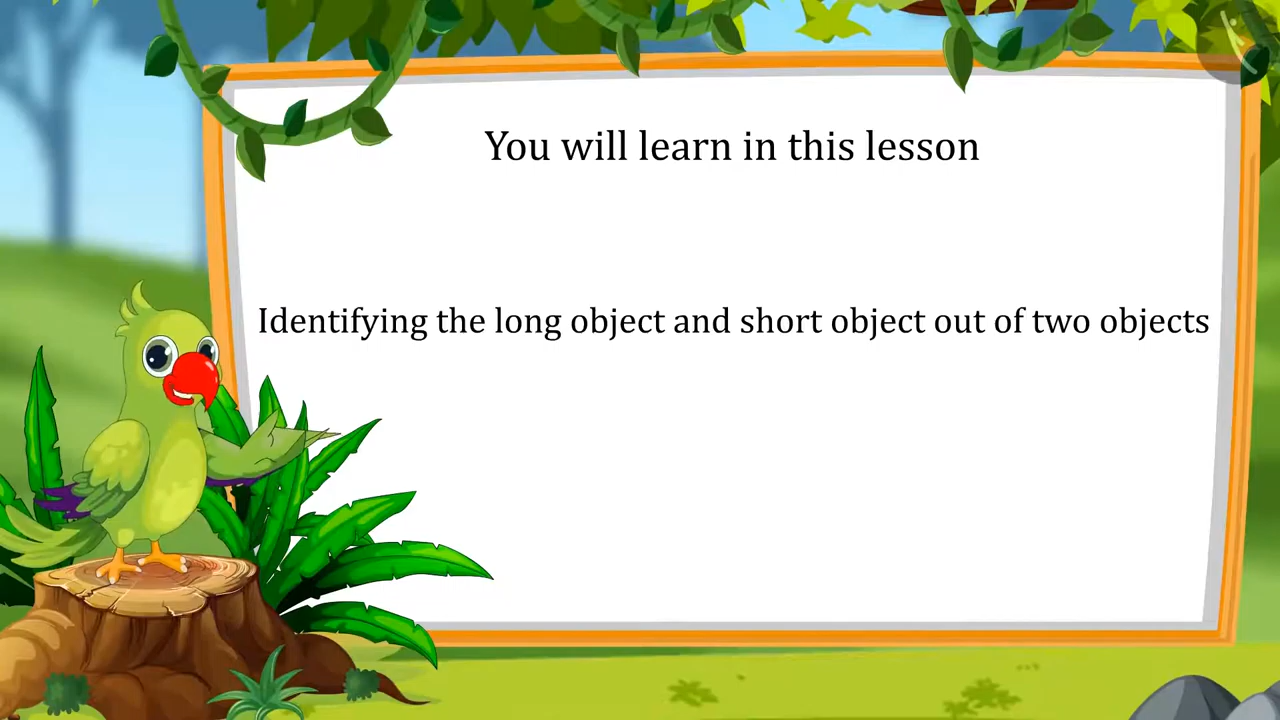 You will learn in this lesson
Identifying the long object and short object out of two objects